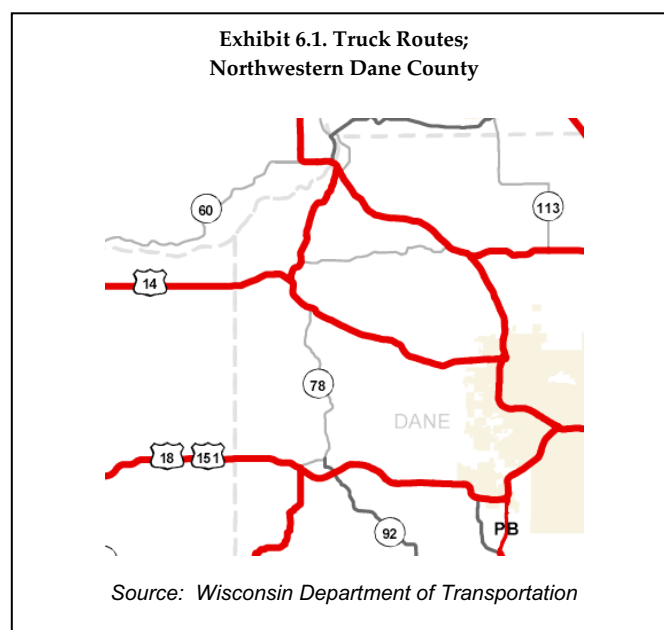 Exhibit 6.1. Truck Routes;
Northwestern Dane County
60
113
14
78
DANE
18 151
92
PB
Source: Wisconsin Department of Transportation